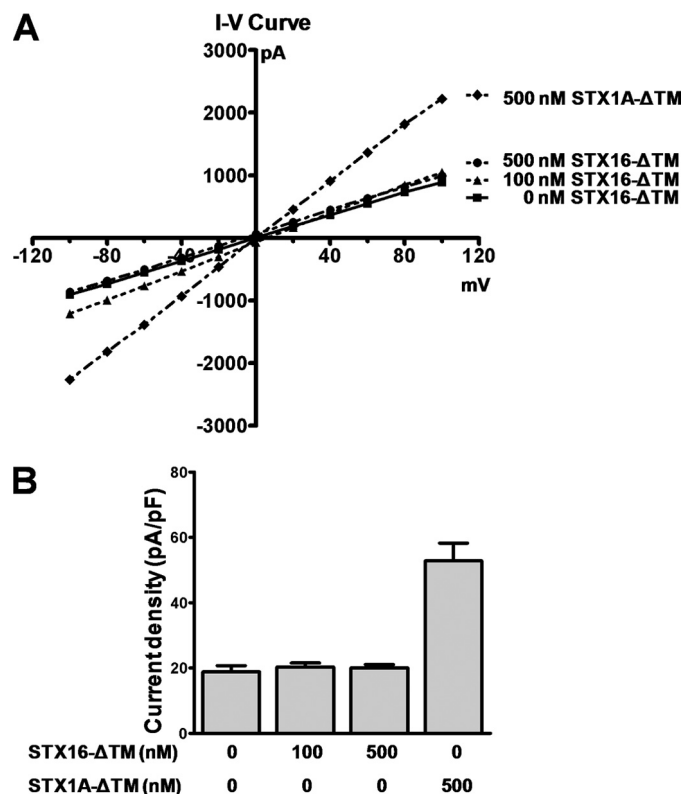 A
I-V Curve
3000
pA
2000
500 nM STX1A-ΔTM
1000
500 nM STX16-ΔTM
100 nM STX16-ΔTM
0 nM STX16-ΔTM
-120 -80 -40 0 40 80 120
mV
-1000
-2000
-3000
B
Current density (pA/pF)
80
60
40
20
0
STX16-ΔTM (nM) 0 100 500 0
STX1A-ΔTM (nM) 0 0 0 500